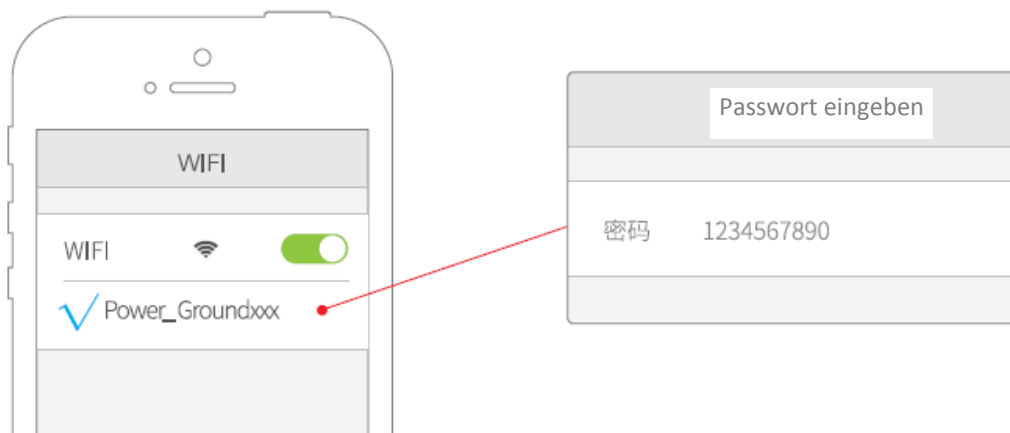 WIFI
WIFI
Power_Groundxxx
Passwort eingeben
密码 1234567890